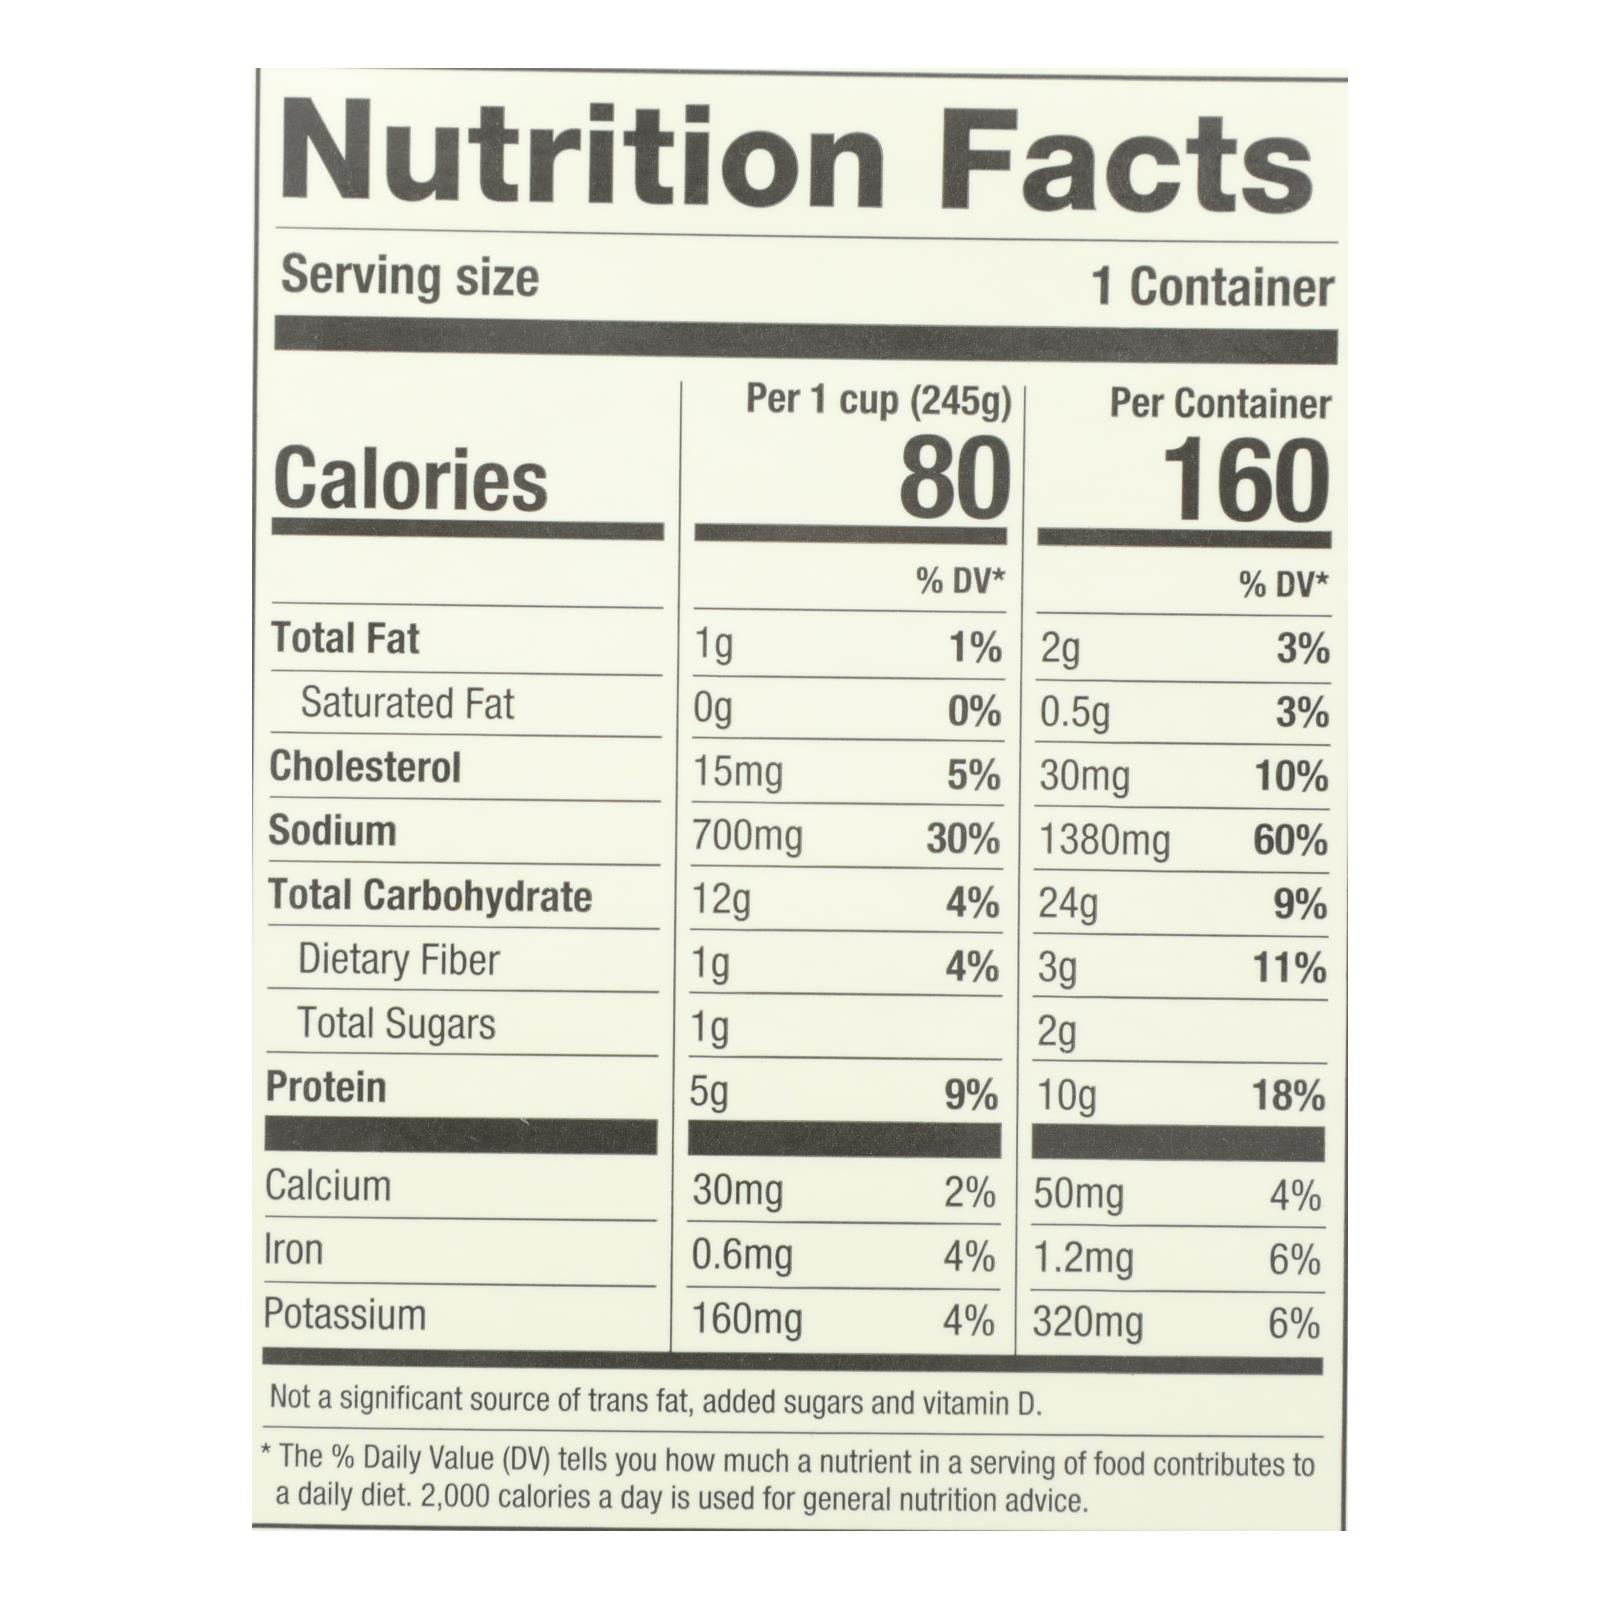 Nutrition Facts
Serving size 1 Container
Per 1 cup (245g) Per Container
Calories 80 160
% DV* % DV*
Total Fat 1g 1% 2g 3%
Saturated Fat 0g 0% 0.5g 3%
Cholesterol 15mg 5% 30mg 10%
Sodium 700mg 30% 1380mg 60%
Total Carbohydrate 12g 4% 24g 9%
Dietary Fiber 1g 4% 3g 11%
Total Sugars 1g 2g
Protein 5g 9% 10g 18%
Calcium 30mg 2% 50mg 4%
Iron 0.6mg 4% 1.2mg 6%
Potassium 160mg 4% 320mg 6%
Not a significant source of trans fat, added sugars and vitamin D.
* The % Daily Value (DV) tells you how much a nutrient in a serving of food contributes to
a daily diet. 2,000 calories a day is used for general nutrition advice.